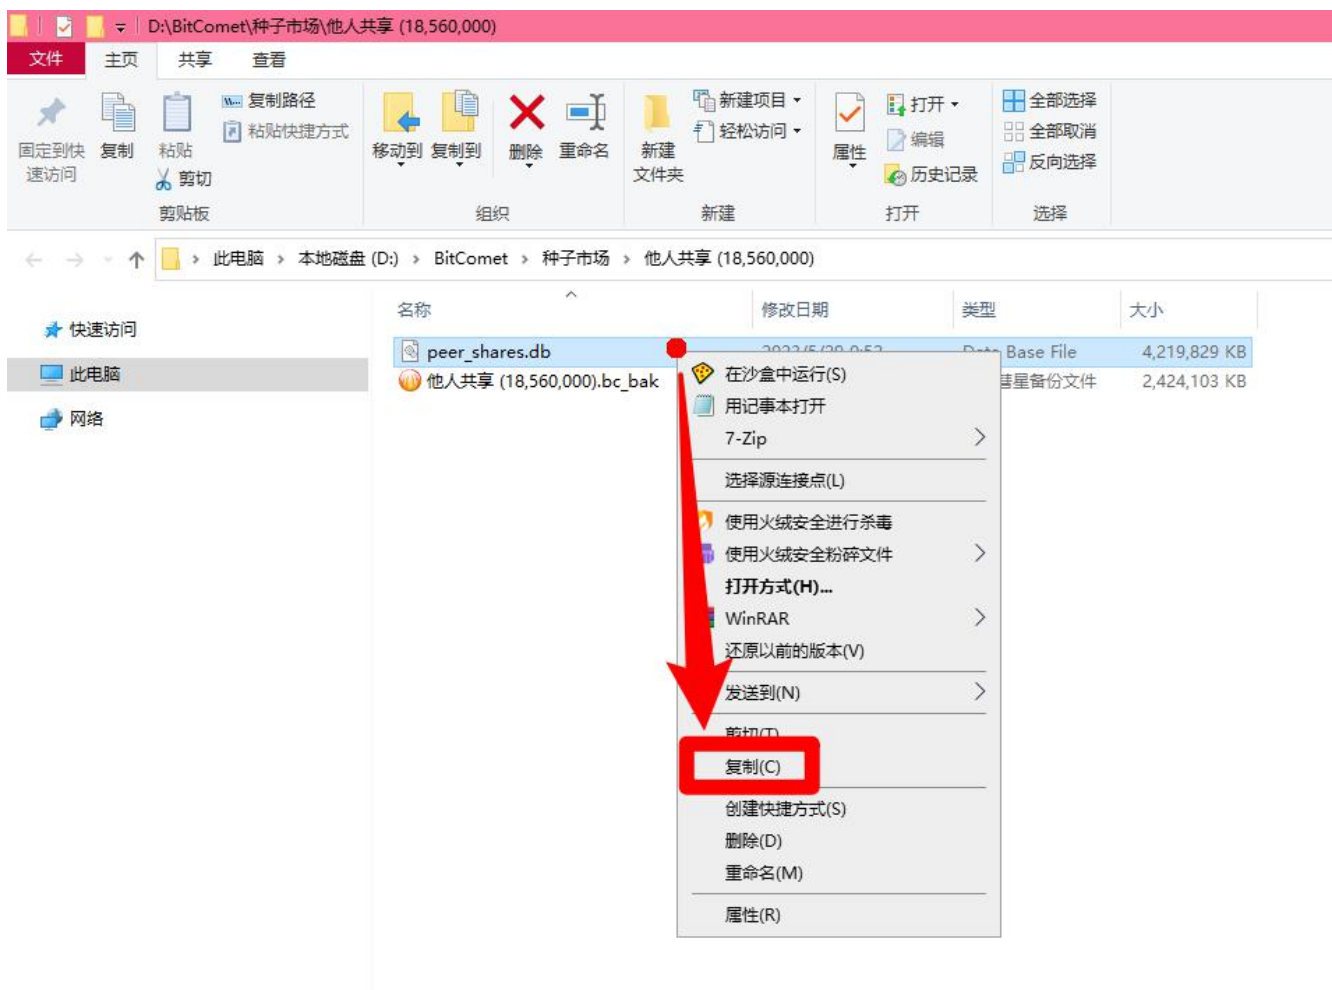 D:\BitComet\种子市场\他人共享 (18,560,000)
文件 主页 共享 查看
固定到快速访问
复制
粘贴
复制路径
粘贴快捷方式
剪切
剪贴板
移动到
复制到
删除
重命名
组织
新建
文件夹
新建项目
轻松访问
新建
属性
打开
编辑
历史记录
打开
全部选择
全部取消
反向选择
选择
此电脑 › 本地磁盘 (D:) › BitComet › 种子市场 › 他人共享 (18,560,000)
快速访问
此电脑
网络
名称 修改日期 类型 大小
peer_shares.db Data Base File 4,219,829 KB
他人共享 (18,560,000).bc_bak 彗星备份文件 2,424,103 KB
在沙盒中运行(S)
用记事本打开
7-Zip
选择源连接点(L)
使用火绒安全进行杀毒
使用火绒安全粉碎文件
打开方式(H)...
WinRAR
还原以前的版本(V)
发送到(N)
剪切(T)
复制(C)
创建快捷方式(S)
删除(D)
重命名(M)
属性(R)